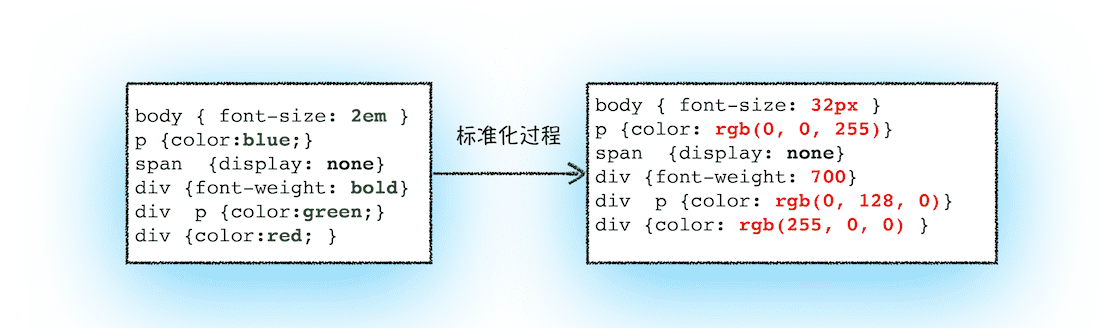 body { font-size: 2em }
p {color:blue;}
span  {display: none}
div {font-weight: bold}
div  p {color:green;}
div {color:red; }
标准化过程
body { font-size: 32px }
p {color: rgb(0, 0, 255)}
span  {display: none}
div {font-weight: 700}
div  p {color: rgb(0, 128, 0)}
div {color: rgb(255, 0, 0) }